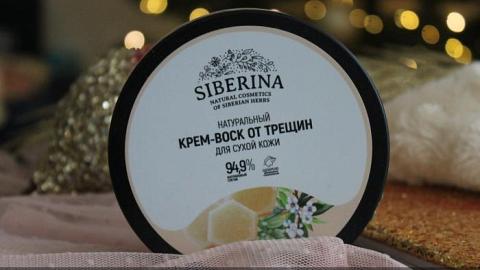 SIBERINA
NATURAL COSMETICS
OF SIBERIAN HERBS
НАТУРАЛЬНЫЙ
КРЕМ-ВОСК ОТ ТРЕЩИН
ДЛЯ СУХОЙ КОЖИ
94,9%